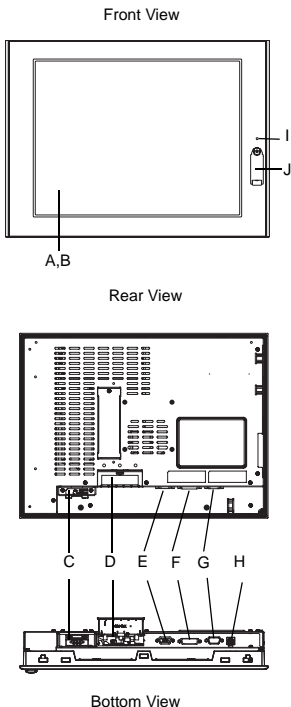 Front View
I
J
A,B
Rear View
C D E F G H
Bottom View